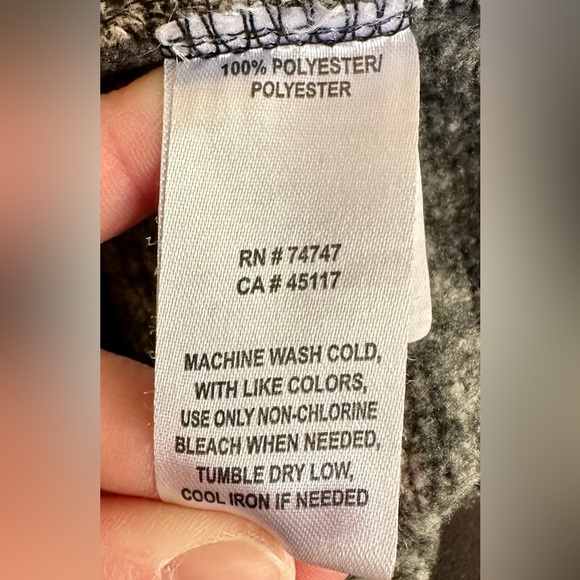 100% POLYESTER/
POLYESTER
RN # 74747
CA # 45117
MACHINE WASH COLD,
WITH LIKE COLORS,
USE ONLY NON-CHLORINE
BLEACH WHEN NEEDED,
TUMBLE DRY LOW,
COOL IRON IF NEEDED